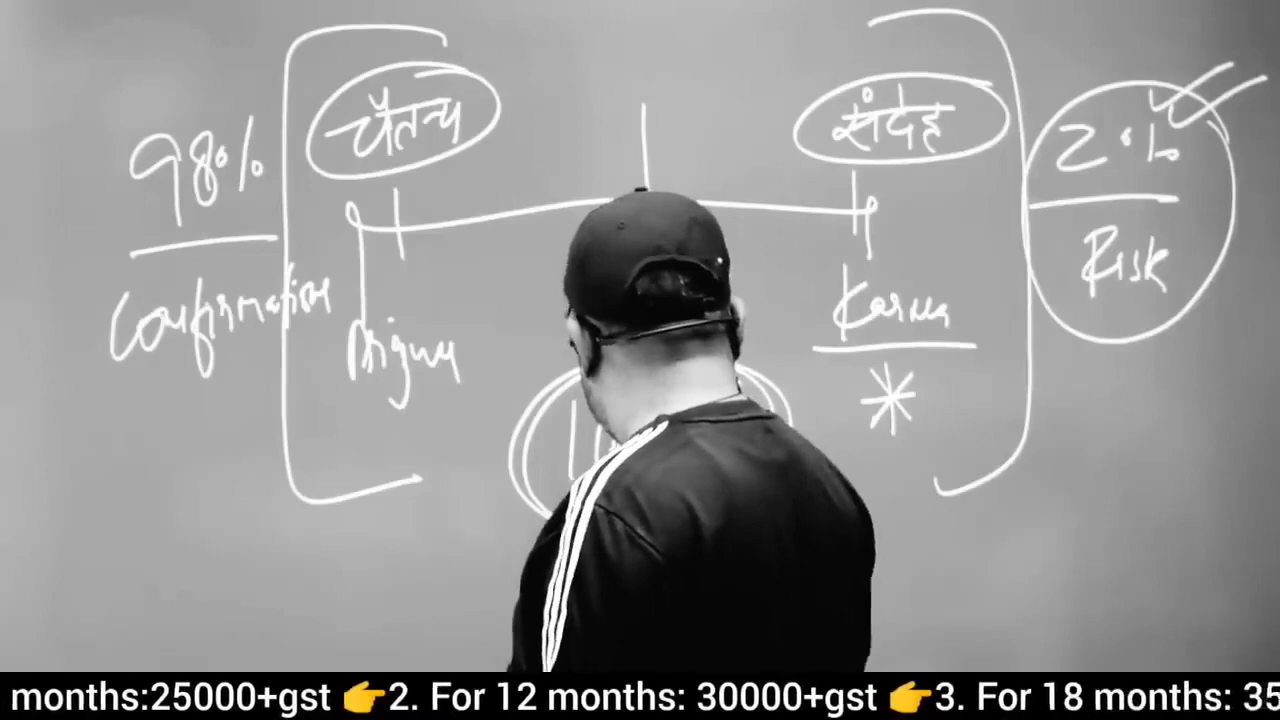 98%
Confirmation
चैतन्य
Origin
संदेह
Karma
*
2%
Risk
months:25000+gst 👉2. For 12 months: 30000+gst 👉3. For 18 months: 35